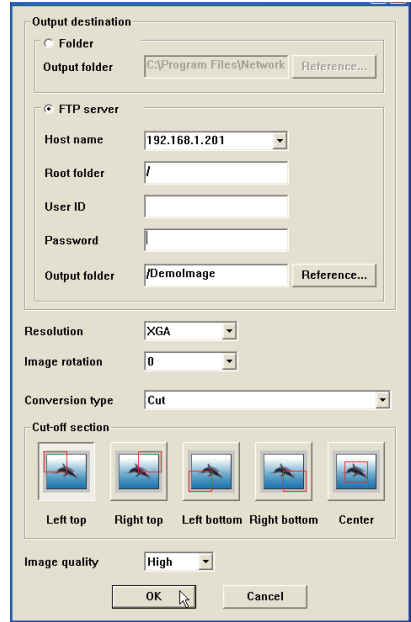 Output destination
Folder
Output folder C:\Program Files\Network Reference...
FTP server
Host name 192.168.1.201
Root folder /
User ID
Password
Output folder /DemoImage Reference...
Resolution XGA
Image rotation 0
Conversion type Cut
Cut-off section
Left top Right top Left bottom Right bottom Center
Image quality High
OK Cancel